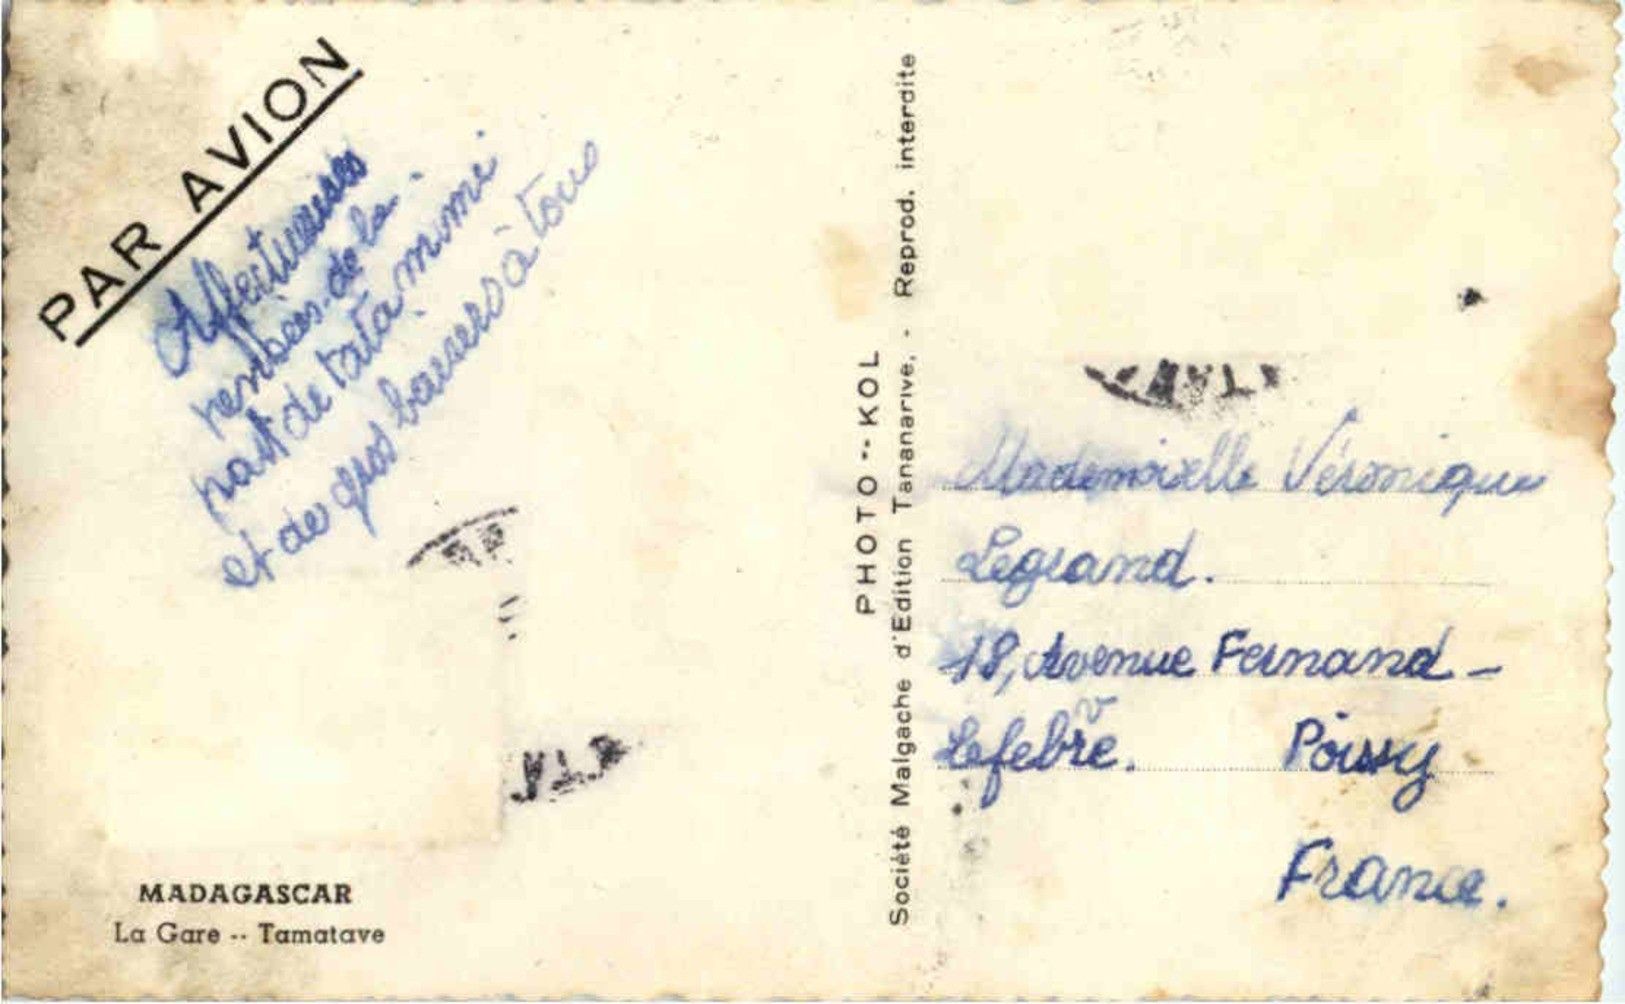 PAR AVION
Affectueuses
pensées de la
part de tata mimi
et de gros baisers à tous
MADAGASCAR
La Gare -- Tamatave
PHOTO -- KOL
Société Malgache d'Edition Tananarive. - Reprod. interdite
Mademoiselle Véronique
Legrand.
18, Avenue Fernand -
Lefebvre. Poissy
France.